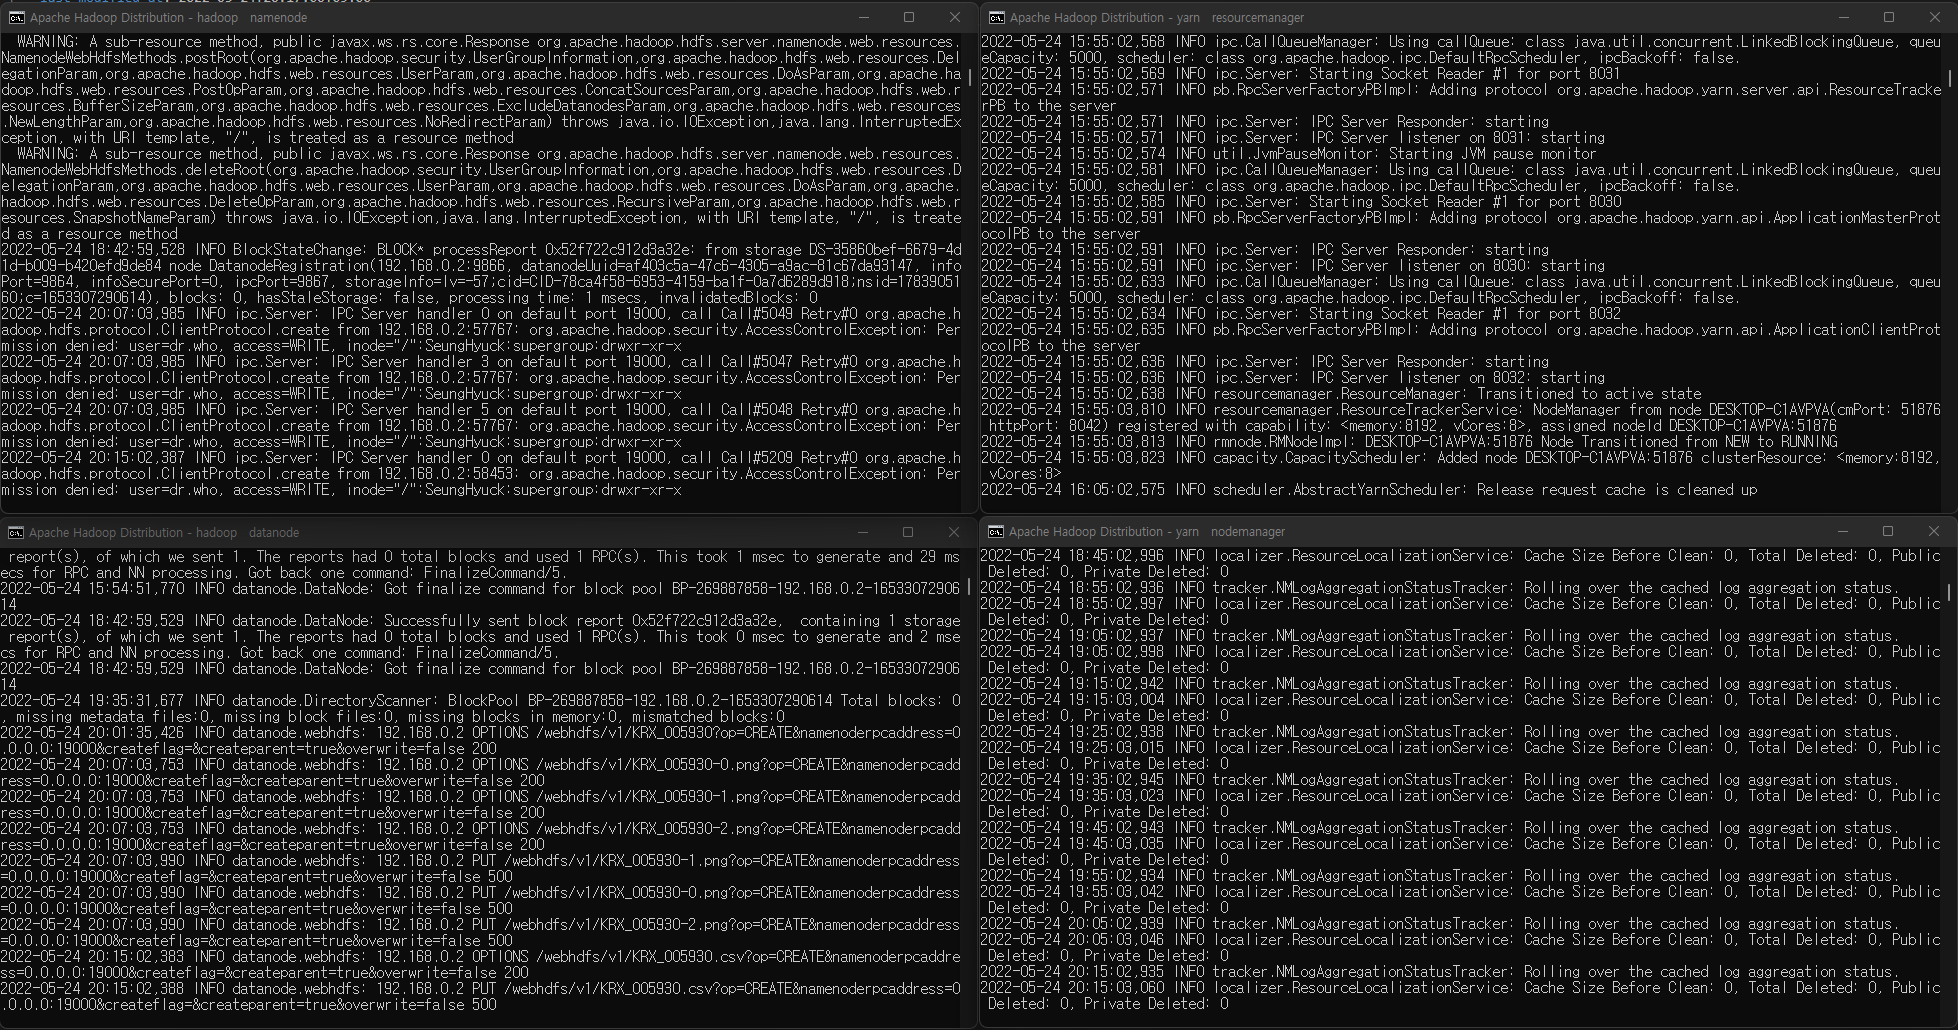 Apache Hadoop Distribution - hadoop   namenode
  WARNING: A sub-resource method, public javax.ws.rs.core.Response org.apache.hadoop.hdfs.server.namenode.web.resources.
NamenodeWebHdfsMethods.postRoot(org.apache.hadoop.security.UserGroupInformation,org.apache.hadoop.hdfs.web.resources.Del
egationParam,org.apache.hadoop.hdfs.web.resources.UserParam,org.apache.hadoop.hdfs.web.resources.DoAsParam,org.apache.ha
doop.hdfs.web.resources.PostOpParam,org.apache.hadoop.hdfs.web.resources.ConcatSourcesParam,org.apache.hadoop.hdfs.web.r
esources.BufferSizeParam,org.apache.hadoop.hdfs.web.resources.ExcludeDatanodesParam,org.apache.hadoop.hdfs.web.resources
.NewLengthParam,org.apache.hadoop.hdfs.web.resources.NoRedirectParam) throws java.io.IOException,java.lang.InterruptedEx
ception, with URI template, "/", is treated as a resource method
  WARNING: A sub-resource method, public javax.ws.rs.core.Response org.apache.hadoop.hdfs.server.namenode.web.resources.
NamenodeWebHdfsMethods.deleteRoot(org.apache.hadoop.security.UserGroupInformation,org.apache.hadoop.hdfs.web.resources.D
elegationParam,org.apache.hadoop.hdfs.web.resources.UserParam,org.apache.hadoop.hdfs.web.resources.DoAsParam,org.apache.
hadoop.hdfs.web.resources.DeleteOpParam,org.apache.hadoop.hdfs.web.resources.RecursiveParam,org.apache.hadoop.hdfs.web.r
esources.SnapshotNameParam) throws java.io.IOException,java.lang.InterruptedException, with URI template, "/", is treate
d as a resource method
2022-05-24 18:42:59,528 INFO BlockStateChange: BLOCK* processReport 0x52f722c912d3a32e: from storage DS-35860bef-6679-4d
1d-b009-b420efd9de84 node DatanodeRegistration(192.168.0.2:9866, datanodeUuid=af403c5a-47c6-4305-a9ac-81c67da93147, info
Port=9864, infoSecurePort=0, ipcPort=9867, storageInfo=lv=-57;cid=CID-78ca4f58-6953-4159-ba1f-0a7d6289d918;nsid=17839051
60;c=1653307290614), blocks: 0, hasStaleStorage: false, processing time: 1 msecs, invalidatedBlocks: 0
2022-05-24 20:07:03,985 INFO ipc.Server: IPC Server handler 0 on default port 19000, call Call#5049 Retry#0 org.apache.h
adoop.hdfs.protocol.ClientProtocol.create from 192.168.0.2:57767: org.apache.hadoop.security.AccessControlException: Per
mission denied: user=dr.who, access=WRITE, inode="/":SeungHyuck:supergroup:drwxr-xr-x
2022-05-24 20:07:03,985 INFO ipc.Server: IPC Server handler 3 on default port 19000, call Call#5047 Retry#0 org.apache.h
adoop.hdfs.protocol.ClientProtocol.create from 192.168.0.2:57767: org.apache.hadoop.security.AccessControlException: Per
mission denied: user=dr.who, access=WRITE, inode="/":SeungHyuck:supergroup:drwxr-xr-x
2022-05-24 20:07:03,985 INFO ipc.Server: IPC Server handler 5 on default port 19000, call Call#5048 Retry#0 org.apache.h
adoop.hdfs.protocol.ClientProtocol.create from 192.168.0.2:57767: org.apache.hadoop.security.AccessControlException: Per
mission denied: user=dr.who, access=WRITE, inode="/":SeungHyuck:supergroup:drwxr-xr-x
2022-05-24 20:15:02,387 INFO ipc.Server: IPC Server handler 0 on default port 19000, call Call#5209 Retry#0 org.apache.h
adoop.hdfs.protocol.ClientProtocol.create from 192.168.0.2:58453: org.apache.hadoop.security.AccessControlException: Per
mission denied: user=dr.who, access=WRITE, inode="/":SeungHyuck:supergroup:drwxr-xr-x
Apache Hadoop Distribution - yarn   resourcemanager
2022-05-24 15:55:02,568 INFO ipc.CallQueueManager: Using callQueue: class java.util.concurrent.LinkedBlockingQueue, queu
eCapacity: 5000, scheduler: class org.apache.hadoop.ipc.DefaultRpcScheduler, ipcBackoff: false.
2022-05-24 15:55:02,569 INFO ipc.Server: Starting Socket Reader #1 for port 8031
2022-05-24 15:55:02,571 INFO pb.RpcServerFactoryPBImpl: Adding protocol org.apache.hadoop.yarn.server.api.ResourceTracke
rPB to the server
2022-05-24 15:55:02,571 INFO ipc.Server: IPC Server Responder: starting
2022-05-24 15:55:02,571 INFO ipc.Server: IPC Server listener on 8031: starting
2022-05-24 15:55:02,574 INFO util.JvmPauseMonitor: Starting JVM pause monitor
2022-05-24 15:55:02,581 INFO ipc.CallQueueManager: Using callQueue: class java.util.concurrent.LinkedBlockingQueue, queu
eCapacity: 5000, scheduler: class org.apache.hadoop.ipc.DefaultRpcScheduler, ipcBackoff: false.
2022-05-24 15:55:02,585 INFO ipc.Server: Starting Socket Reader #1 for port 8030
2022-05-24 15:55:02,591 INFO pb.RpcServerFactoryPBImpl: Adding protocol org.apache.hadoop.yarn.api.ApplicationMasterProt
ocolPB to the server
2022-05-24 15:55:02,591 INFO ipc.Server: IPC Server Responder: starting
2022-05-24 15:55:02,591 INFO ipc.Server: IPC Server listener on 8030: starting
2022-05-24 15:55:02,633 INFO ipc.CallQueueManager: Using callQueue: class java.util.concurrent.LinkedBlockingQueue, queu
eCapacity: 5000, scheduler: class org.apache.hadoop.ipc.DefaultRpcScheduler, ipcBackoff: false.
2022-05-24 15:55:02,634 INFO ipc.Server: Starting Socket Reader #1 for port 8032
2022-05-24 15:55:02,635 INFO pb.RpcServerFactoryPBImpl: Adding protocol org.apache.hadoop.yarn.api.ApplicationClientProt
ocolPB to the server
2022-05-24 15:55:02,636 INFO ipc.Server: IPC Server Responder: starting
2022-05-24 15:55:02,636 INFO ipc.Server: IPC Server listener on 8032: starting
2022-05-24 15:55:02,638 INFO resourcemanager.ResourceManager: Transitioned to active state
2022-05-24 15:55:03,810 INFO resourcemanager.ResourceTrackerService: NodeManager from node DESKTOP-C1AVPVA(cmPort: 51876
 httpPort: 8042) registered with capability: <memory:8192, vCores:8>, assigned nodeId DESKTOP-C1AVPVA:51876
2022-05-24 15:55:03,813 INFO rmnode.RMNodeImpl: DESKTOP-C1AVPVA:51876 Node Transitioned from NEW to RUNNING
2022-05-24 15:55:03,823 INFO capacity.CapacityScheduler: Added node DESKTOP-C1AVPVA:51876 clusterResource: <memory:8192,
 vCores:8>
2022-05-24 16:05:02,575 INFO scheduler.AbstractYarnScheduler: Release request cache is cleaned up
Apache Hadoop Distribution - hadoop   datanode
 report(s), of which we sent 1. The reports had 0 total blocks and used 1 RPC(s). This took 1 msec to generate and 29 ms
ecs for RPC and NN processing. Got back one command: FinalizeCommand/5.
2022-05-24 15:54:51,770 INFO datanode.DataNode: Got finalize command for block pool BP-269887858-192.168.0.2-16533072906
14
2022-05-24 18:42:59,529 INFO datanode.DataNode: Successfully sent block report 0x52f722c912d3a32e,  containing 1 storage
 report(s), of which we sent 1. The reports had 0 total blocks and used 1 RPC(s). This took 0 msec to generate and 2 mse
cs for RPC and NN processing. Got back one command: FinalizeCommand/5.
2022-05-24 18:42:59,529 INFO datanode.DataNode: Got finalize command for block pool BP-269887858-192.168.0.2-16533072906
14
2022-05-24 19:35:31,677 INFO datanode.DirectoryScanner: BlockPool BP-269887858-192.168.0.2-1653307290614 Total blocks: 0
, missing metadata files:0, missing block files:0, missing blocks in memory:0, mismatched blocks:0
2022-05-24 20:01:35,426 INFO datanode.webhdfs: 192.168.0.2 OPTIONS /webhdfs/v1/KRX_005930?op=CREATE&namenoderpcaddress=0
.0.0.0:19000&createflag=&createparent=true&overwrite=false 200
2022-05-24 20:07:03,753 INFO datanode.webhdfs: 192.168.0.2 OPTIONS /webhdfs/v1/KRX_005930-0.png?op=CREATE&namenoderpcadd
ress=0.0.0.0:19000&createflag=&createparent=true&overwrite=false 200
2022-05-24 20:07:03,753 INFO datanode.webhdfs: 192.168.0.2 OPTIONS /webhdfs/v1/KRX_005930-1.png?op=CREATE&namenoderpcadd
ress=0.0.0.0:19000&createflag=&createparent=true&overwrite=false 200
2022-05-24 20:07:03,753 INFO datanode.webhdfs: 192.168.0.2 OPTIONS /webhdfs/v1/KRX_005930-2.png?op=CREATE&namenoderpcadd
ress=0.0.0.0:19000&createflag=&createparent=true&overwrite=false 200
2022-05-24 20:07:03,990 INFO datanode.webhdfs: 192.168.0.2 PUT /webhdfs/v1/KRX_005930-1.png?op=CREATE&namenoderpcaddress
=0.0.0.0:19000&createflag=&createparent=true&overwrite=false 500
2022-05-24 20:07:03,990 INFO datanode.webhdfs: 192.168.0.2 PUT /webhdfs/v1/KRX_005930-0.png?op=CREATE&namenoderpcaddress
=0.0.0.0:19000&createflag=&createparent=true&overwrite=false 500
2022-05-24 20:07:03,990 INFO datanode.webhdfs: 192.168.0.2 PUT /webhdfs/v1/KRX_005930-2.png?op=CREATE&namenoderpcaddress
=0.0.0.0:19000&createflag=&createparent=true&overwrite=false 500
2022-05-24 20:15:02,383 INFO datanode.webhdfs: 192.168.0.2 OPTIONS /webhdfs/v1/KRX_005930.csv?op=CREATE&namenoderpcaddre
ss=0.0.0.0:19000&createflag=&createparent=true&overwrite=false 200
2022-05-24 20:15:02,388 INFO datanode.webhdfs: 192.168.0.2 PUT /webhdfs/v1/KRX_005930.csv?op=CREATE&namenoderpcaddress=0
.0.0.0:19000&createflag=&createparent=true&overwrite=false 500
Apache Hadoop Distribution - yarn   nodemanager
2022-05-24 18:45:02,996 INFO localizer.ResourceLocalizationService: Cache Size Before Clean: 0, Total Deleted: 0, Public
 Deleted: 0, Private Deleted: 0
2022-05-24 18:55:02,936 INFO tracker.NMLogAggregationStatusTracker: Rolling over the cached log aggregation status.
2022-05-24 18:55:02,997 INFO localizer.ResourceLocalizationService: Cache Size Before Clean: 0, Total Deleted: 0, Public
 Deleted: 0, Private Deleted: 0
2022-05-24 19:05:02,937 INFO tracker.NMLogAggregationStatusTracker: Rolling over the cached log aggregation status.
2022-05-24 19:05:02,998 INFO localizer.ResourceLocalizationService: Cache Size Before Clean: 0, Total Deleted: 0, Public
 Deleted: 0, Private Deleted: 0
2022-05-24 19:15:02,942 INFO tracker.NMLogAggregationStatusTracker: Rolling over the cached log aggregation status.
2022-05-24 19:15:03,004 INFO localizer.ResourceLocalizationService: Cache Size Before Clean: 0, Total Deleted: 0, Public
 Deleted: 0, Private Deleted: 0
2022-05-24 19:25:02,938 INFO tracker.NMLogAggregationStatusTracker: Rolling over the cached log aggregation status.
2022-05-24 19:25:03,015 INFO localizer.ResourceLocalizationService: Cache Size Before Clean: 0, Total Deleted: 0, Public
 Deleted: 0, Private Deleted: 0
2022-05-24 19:35:02,945 INFO tracker.NMLogAggregationStatusTracker: Rolling over the cached log aggregation status.
2022-05-24 19:35:03,023 INFO localizer.ResourceLocalizationService: Cache Size Before Clean: 0, Total Deleted: 0, Public
 Deleted: 0, Private Deleted: 0
2022-05-24 19:45:02,943 INFO tracker.NMLogAggregationStatusTracker: Rolling over the cached log aggregation status.
2022-05-24 19:45:03,035 INFO localizer.ResourceLocalizationService: Cache Size Before Clean: 0, Total Deleted: 0, Public
 Deleted: 0, Private Deleted: 0
2022-05-24 19:55:02,934 INFO tracker.NMLogAggregationStatusTracker: Rolling over the cached log aggregation status.
2022-05-24 19:55:03,042 INFO localizer.ResourceLocalizationService: Cache Size Before Clean: 0, Total Deleted: 0, Public
 Deleted: 0, Private Deleted: 0
2022-05-24 20:05:02,939 INFO tracker.NMLogAggregationStatusTracker: Rolling over the cached log aggregation status.
2022-05-24 20:05:03,046 INFO localizer.ResourceLocalizationService: Cache Size Before Clean: 0, Total Deleted: 0, Public
 Deleted: 0, Private Deleted: 0
2022-05-24 20:15:02,935 INFO tracker.NMLogAggregationStatusTracker: Rolling over the cached log aggregation status.
2022-05-24 20:15:03,060 INFO localizer.ResourceLocalizationService: Cache Size Before Clean: 0, Total Deleted: 0, Public
 Deleted: 0, Private Deleted: 0